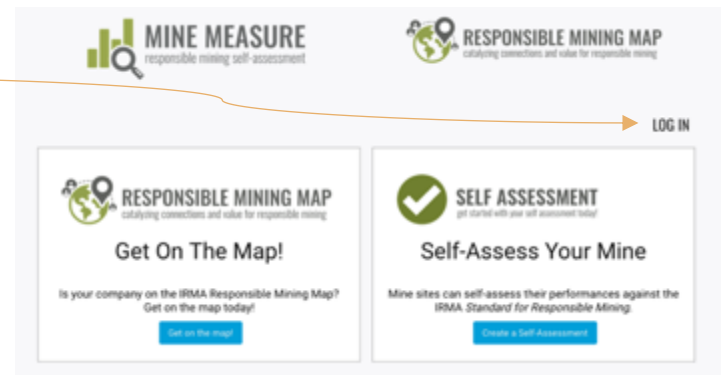 MINE MEASURE
responsible mining self-assessment
RESPONSIBLE MINING MAP
catalyzing connections and value for responsible mining
LOG IN
RESPONSIBLE MINING MAP
catalyzing connections and value for responsible mining
Get On The Map!
Is your company on the IRMA Responsible Mining Map?
Get on the map today!
Get on the map!
SELF ASSESSMENT
get started with your self assessment today!
Self-Assess Your Mine
Mine sites can self-assess their performances against the
IRMA Standard for Responsible Mining.
Create a Self-Assessment